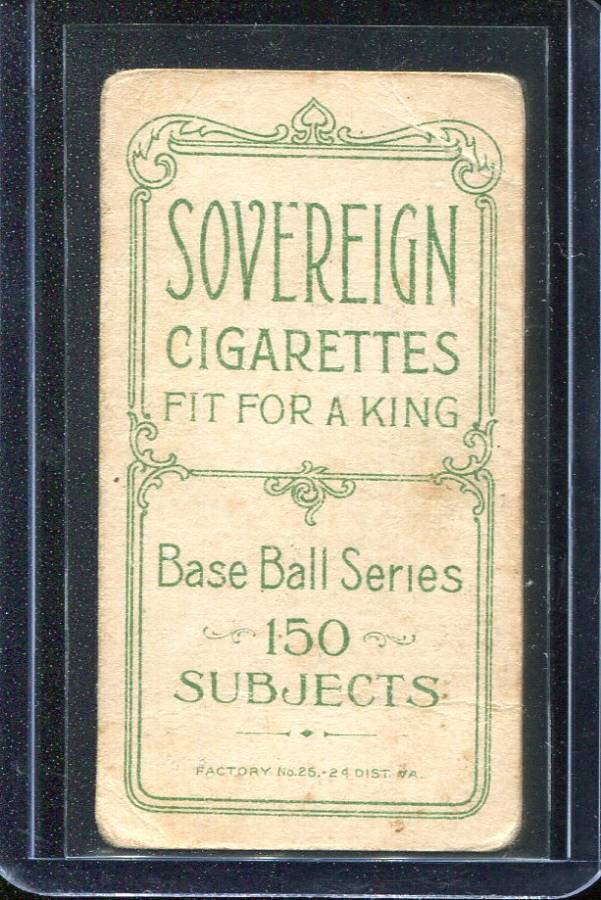 SOVEREIGN
CIGARETTES
FIT FOR A KING
Base Ball Series
150
SUBJECTS
FACTORY No.25.-2d DIST. VA.